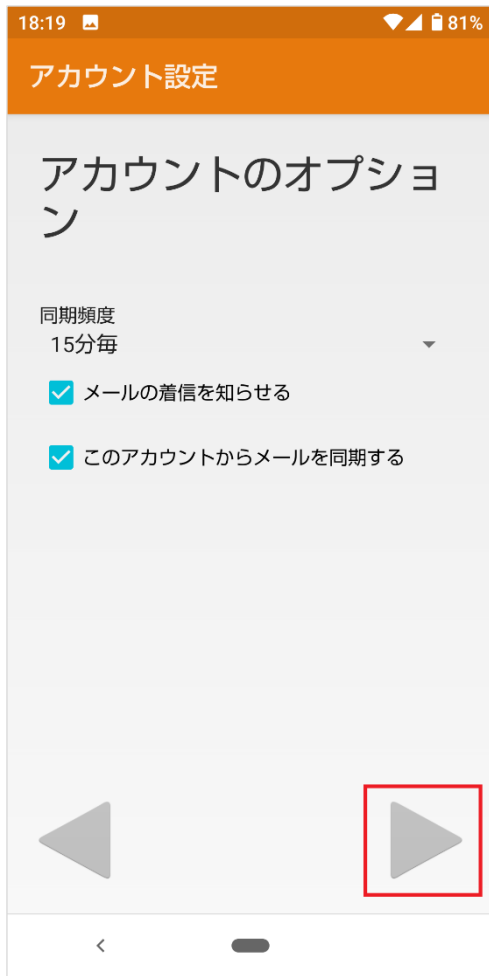 18:19 81%
アカウント設定
アカウントのオプショ
ン
同期頻度
15分毎
メールの着信を知らせる
このアカウントからメールを同期する